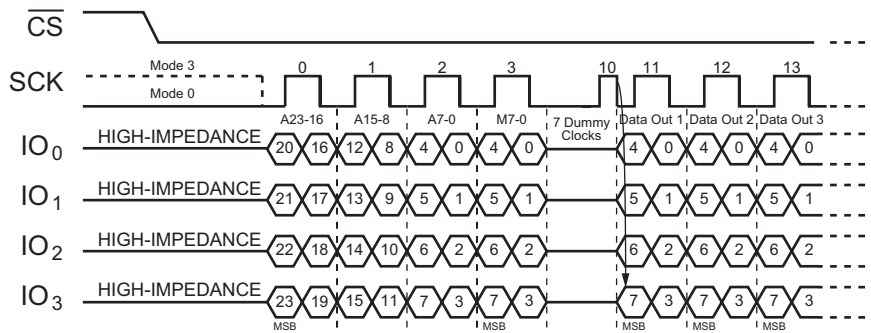 CS
Mode 3
SCK
Mode 0
0 1 2 3 10 11 12 13
A23-16 A15-8 A7-0 M7-0 7 Dummy Clocks Data Out 1 Data Out 2 Data Out 3
IO0 HIGH-IMPEDANCE 20 16 12 8 4 0 4 0 4 0 4 0 4 0
IO1 HIGH-IMPEDANCE 21 17 13 9 5 1 5 1 5 1 5 1 5 1
IO2 HIGH-IMPEDANCE 22 18 14 10 6 2 6 2 6 2 6 2 6 2
IO3 HIGH-IMPEDANCE 23 19 15 11 7 3 7 3 7 3 7 3 7 3
MSB MSB MSB MSB MSB